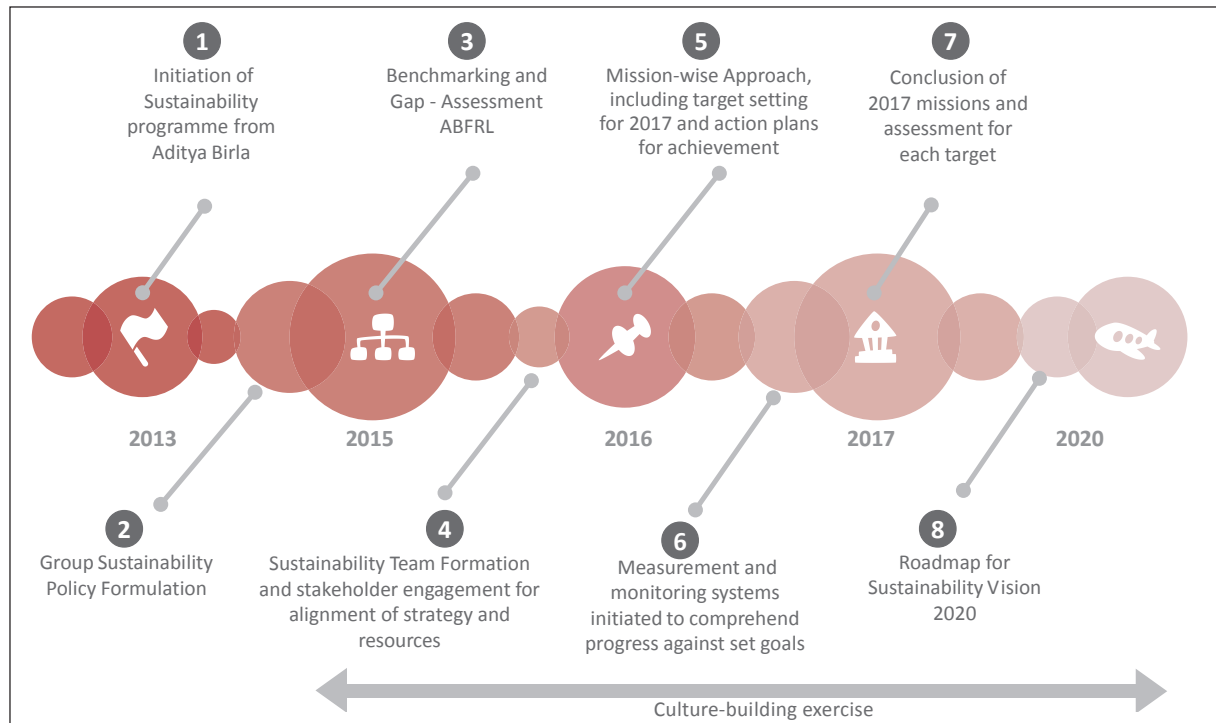 1
Initiation of
Sustainability
programme from
Aditya Birla
3
Benchmarking and
Gap - Assessment
ABFRL
5
Mission-wise Approach,
including target setting
for 2017 and action plans
for achievement
7
Conclusion of
2017 missions and
assessment for
each target
2013
2015
2016
2017
2020
2
Group Sustainability
Policy Formulation
4
Sustainability Team Formation
and stakeholder engagement for
alignment of strategy and
resources
6
Measurement and
monitoring systems
initiated to comprehend
progress against set goals
8
Roadmap for
Sustainability Vision
2020
Culture-building exercise